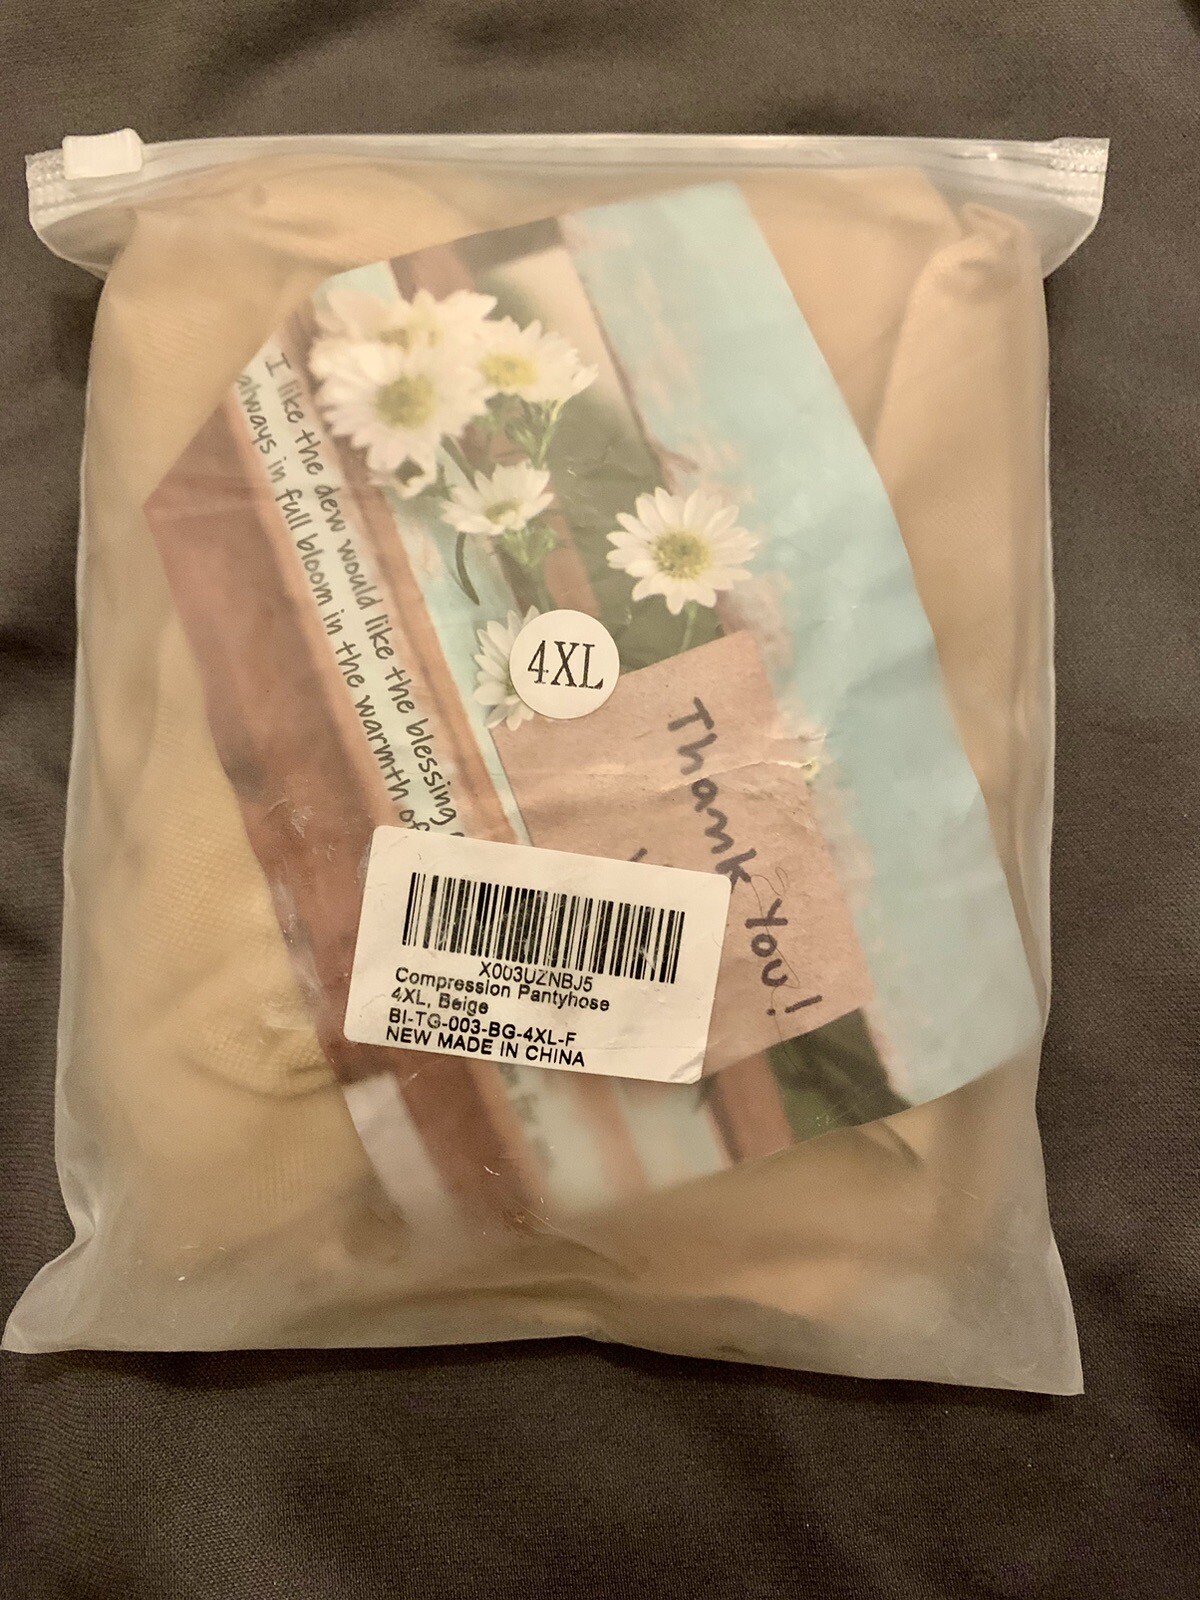 I like the dew would like the blessing
always in full bloom in the warmth of
4XL
Thank You!
X003UZNBJ5
Compression Pantyhose
4XL, Beige
BI-TG-003-BG-4XL-F
NEW MADE IN CHINA